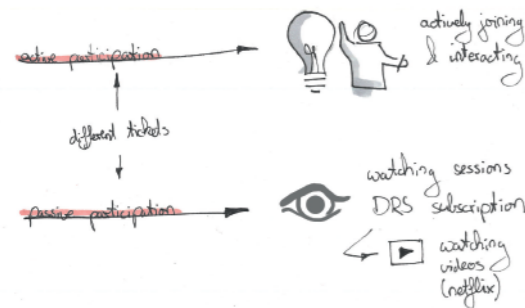 active participation
actively joining
& interacting
different tickets
passive participation
watching sessions
DRS subscription
watching
videos
(netflix)